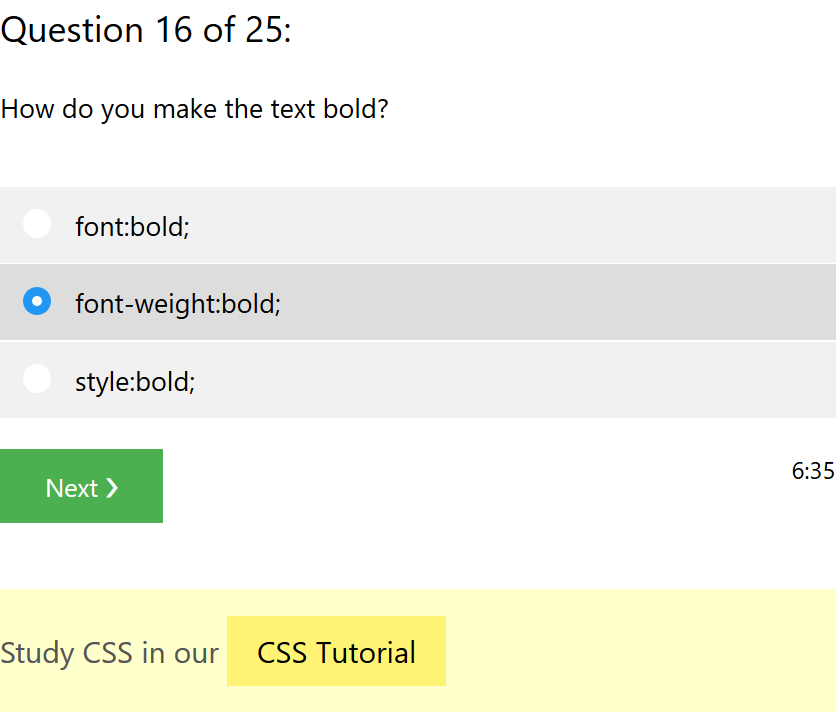 Question 16 of 25:
How do you make the text bold?
font:bold;
font-weight:bold;
style:bold;
Next ❯
6:35
Study CSS in our CSS Tutorial